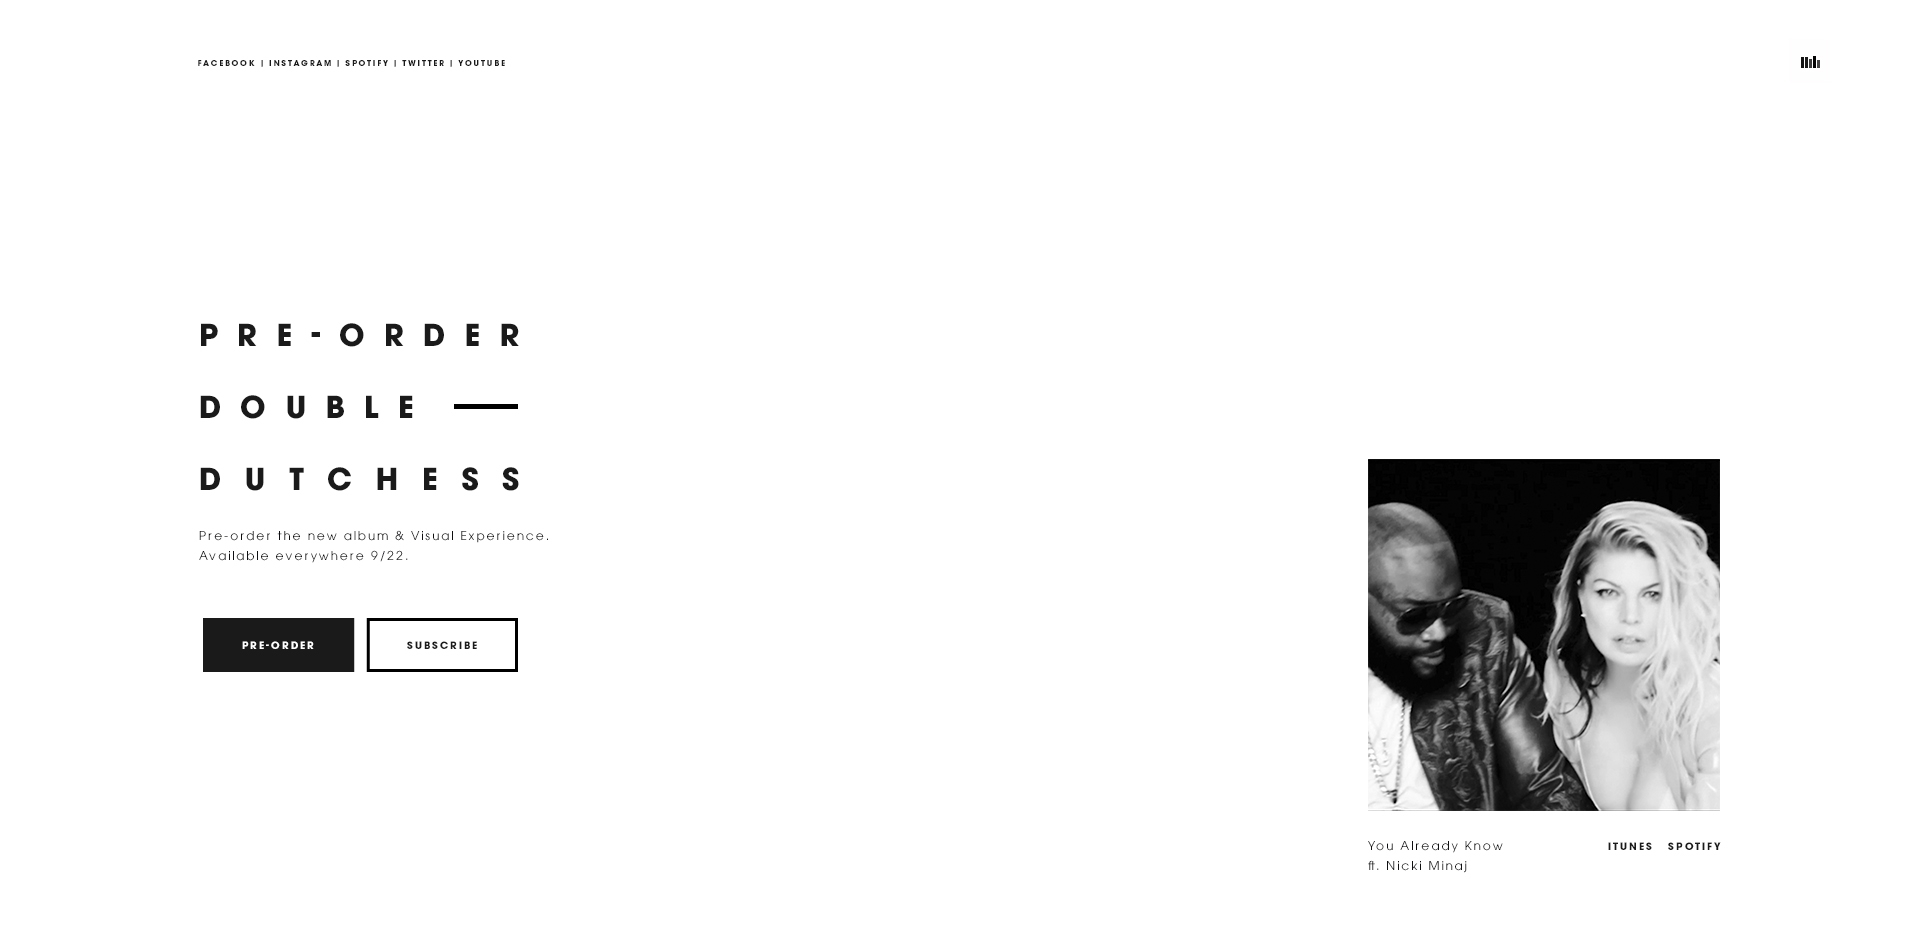 FACEBOOK | INSTAGRAM | SPOTIFY | TWITTER | YOUTUBE
PRE-ORDER
DOUBLE
DUTCHESS
Pre-order the new album & Visual Experience.
Available everywhere 9/22.
PRE-ORDER SUBSCRIBE
You Already Know ITUNES SPOTIFY
ft. Nicki Minaj